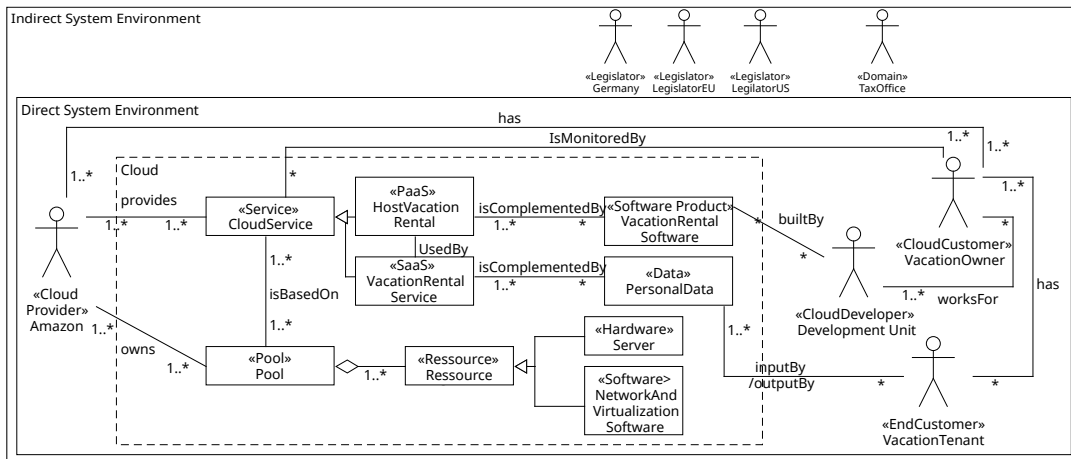 Indirect System Environment
«Legislator»
Germany
«Legislator»
LegislatorEU
«Legislator»
LegilatorUS
«Domain»
TaxOffice
Direct System Environment
has
IsMonitoredBy
1..*
1..*
1..*
*
1..*
Cloud
provides
1..*
1..*
«Service»
CloudService
«PaaS»
HostVacation
Rental
isComplementedBy
1..*
*
«Software Product»
VacationRental
Software
*
builtBy
*
UsedBy
«SaaS»
VacationRental
Service
isComplementedBy
1..*
*
«Data»
PersonalData
«CloudCustomer»
VacationOwner
*
1..*
worksFor
has
«CloudDeveloper»
Development Unit
«Cloud
Provider»
Amazon
1..*
isBasedOn
1..*
1..*
owns
1..*
«Pool»
Pool
1..*
«Ressource»
Ressource
«Hardware»
Server
«Software>
NetworkAnd
Virtualization
Software
1..*
inputBy
/outputBy
*
*
«EndCustomer»
VacationTenant